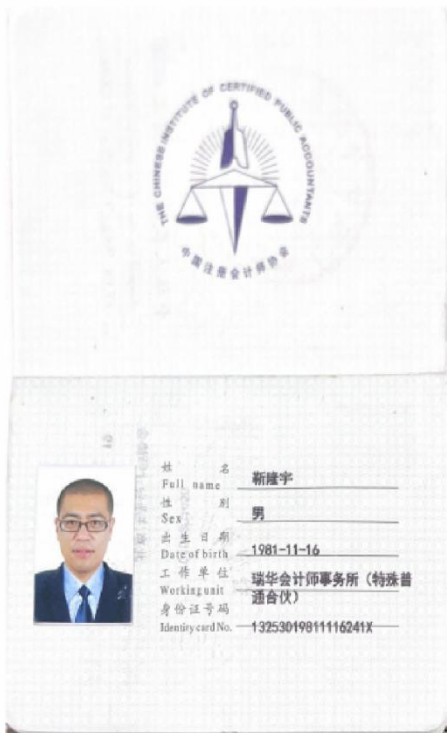 THE CHINESE INSTITUTE OF CERTIFIED PUBLIC ACCOUNTANTS
中国注册会计师协会
姓 名 靳隆宇
Full name
性 别 男
Sex
出生日期 1981-11-16
Date of birth
工作单位 瑞华会计师事务所（特殊普
Working unit 通合伙）
身份证号码
Identity card No. 13253019811116241X